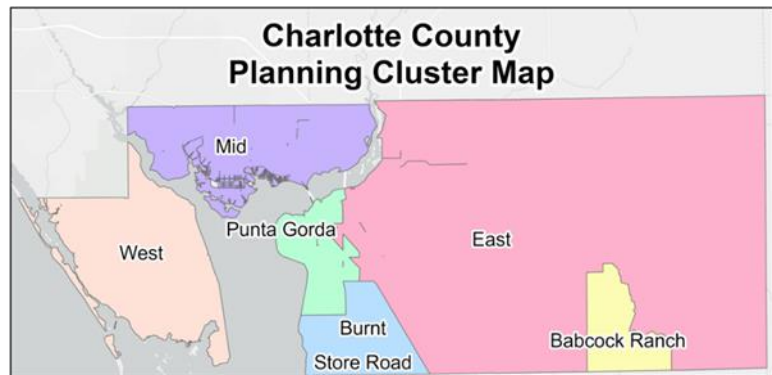 Charlotte County
Planning Cluster Map
Mid
Punta Gorda
West
East
Burnt
Store Road
Babcock Ranch